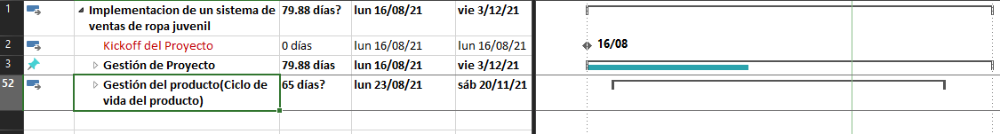 1 Implementacion de un sistema de ventas de ropa juvenil 79.88 días? lun 16/08/21 vie 3/12/21
2 Kickoff del Proyecto 0 días lun 16/08/21 lun 16/08/21 16/08
3 Gestión de Proyecto 79.88 días lun 16/08/21 vie 3/12/21
52 Gestión del producto(Ciclo de vida del producto) 65 días? lun 23/08/21 sáb 20/11/21